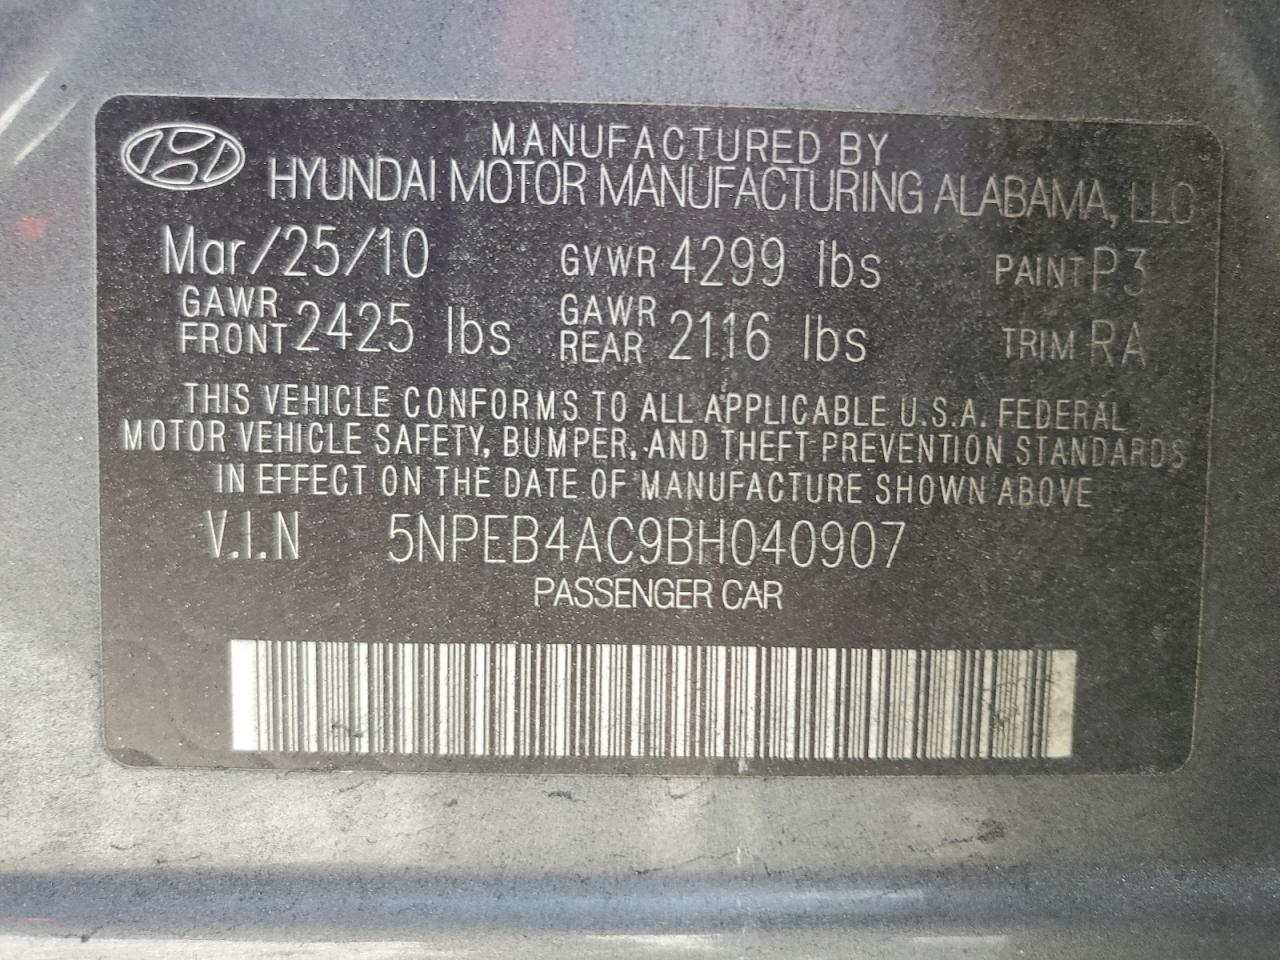 MANUFACTURED BY
HYUNDAI MOTOR MANUFACTURING ALABAMA, LLC
Mar/25/10 GVWR 4299 lbs PAINT P3
GAWR FRONT 2425 lbs GAWR REAR 2116 lbs TRIM RA
THIS VEHICLE CONFORMS TO ALL APPLICABLE U.S.A. FEDERAL
MOTOR VEHICLE SAFETY, BUMPER, AND THEFT PREVENTION STANDARDS
IN EFFECT ON THE DATE OF MANUFACTURE SHOWN ABOVE
V.I.N 5NPEB4AC9BH040907
PASSENGER CAR